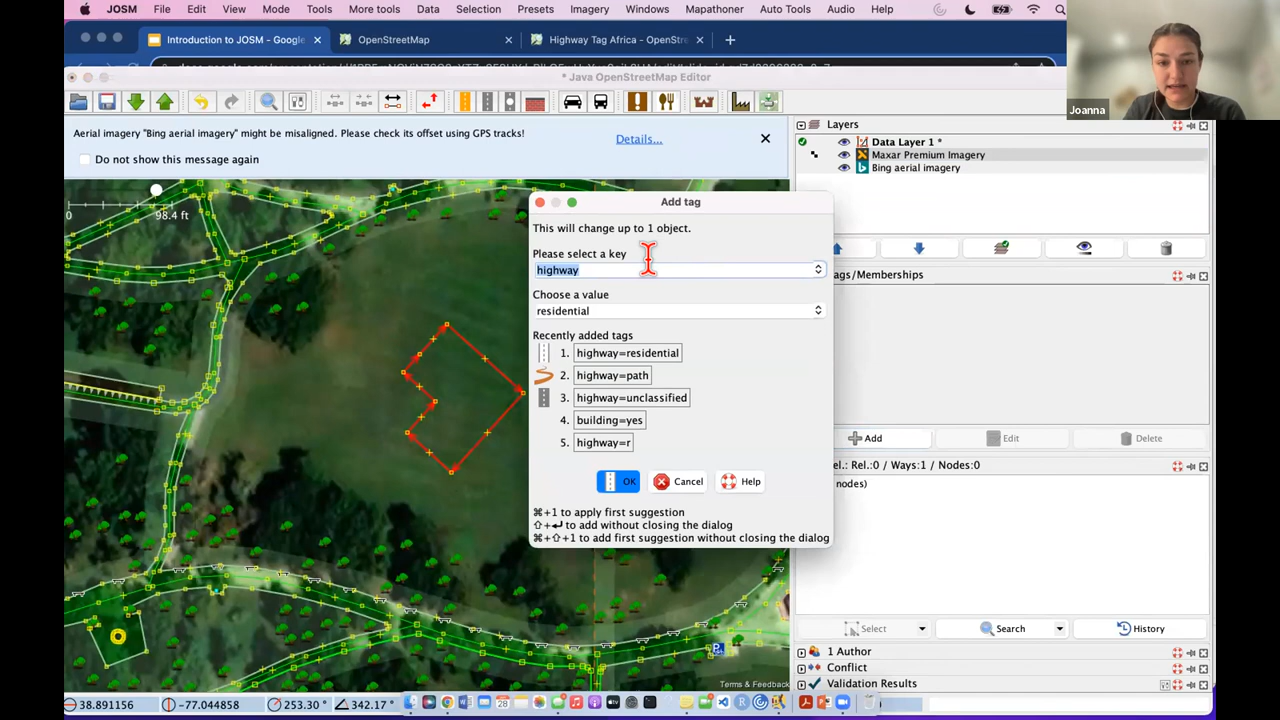 JOSM File Edit View Mode Tools More tools Data Selection Presets Imagery Windows Mapathoner Auto Tools Audio Help
Introduction to JOSM - Google
OpenStreetMap
Highway Tag Africa - OpenStre
* Java OpenStreetMap Editor
Joanna
Aerial imagery "Bing aerial imagery" might be misaligned. Please check its offset using GPS tracks!
Details...
Do not show this message again
0 98.4 ft
Layers
Data Layer 1 *
Maxar Premium Imagery
Bing aerial imagery
Add tag
This will change up to 1 object.
Please select a key
highway
Choose a value
residential
Recently added tags
1. highway=residential
2. highway=path
3. highway=unclassified
4. building=yes
5. highway=r
OK Cancel Help
⌘+1 to apply first suggestion
⇧+↵ to add without closing the dialog
⌘+⇧+1 to add first suggestion without closing the dialog
ags/Memberships
Add Edit Delete
el.: Rel.:0 / Ways:1 / Nodes:0
nodes)
Select Search History
1 Author
Conflict
Validation Results
P
Terms & Feedback
38.891156 -77.044858 253.30 ° 342.17 °